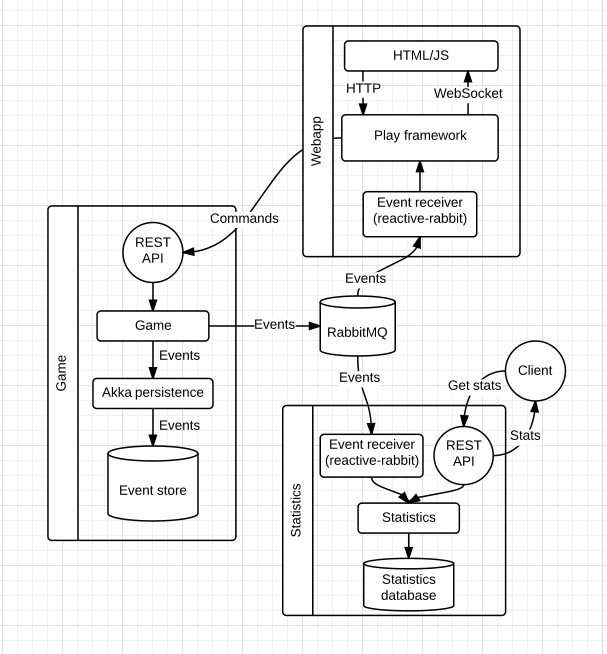 HTML/JS
HTTP
WebSocket
Play framework
Webapp
Event receiver
(reactive-rabbit)
Commands
REST
API
Events
Game
Events
RabbitMQ
Events
Game
Akka persistence
Events
Event store
Events
Client
Get stats
Stats
Event receiver
(reactive-rabbit)
REST
API
Statistics
Statistics
Statistics
database